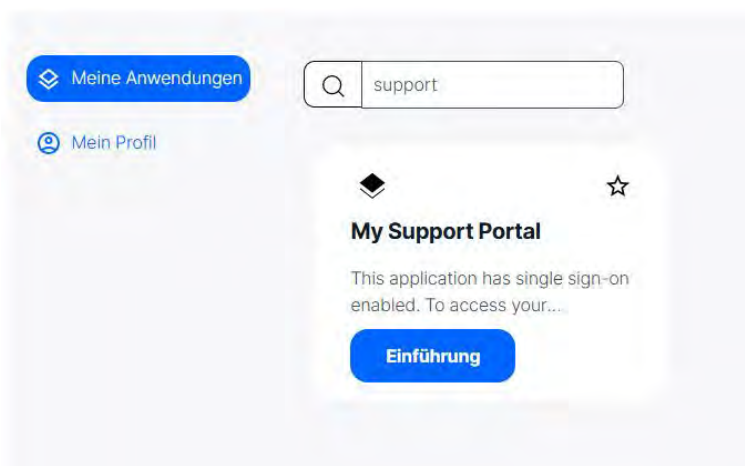 Meine Anwendungen
support
Mein Profil
My Support Portal
This application has single sign-on
enabled. To access your...
Einführung